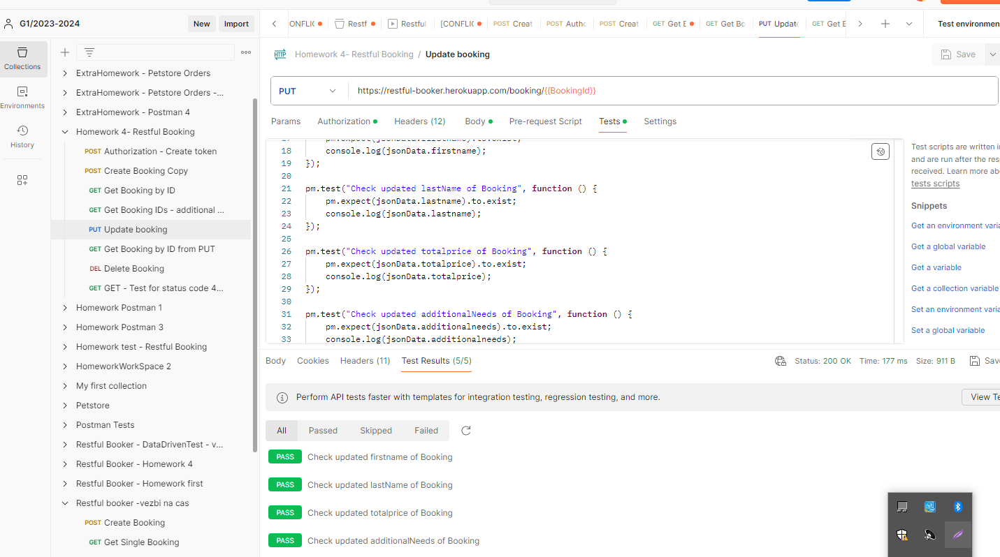 G1/2023-2024
New
Import
ONFLIC
Restf
Restful
[CONFLIC
POST Creat
POST Autho
POST Creat
GET Get E
GET Get Bo
PUT Update
GET Get E
Test environmen
Collections
Environments
History
ExtraHomework - Petstore Orders
ExtraHomework - Petstore Orders -...
ExtraHomework - Postman 4
Homework 4- Restful Booking
POST Authorization - Create token
POST Create Booking Copy
GET Get Booking by ID
GET Get Booking IDs - additional ...
PUT Update booking
GET Get Booking by ID from PUT
DEL Delete Booking
GET GET - Test for status code 4...
Homework Postman 1
Homework Postman 3
Homework test - Restful Booking
HomeworkWorkSpace 2
My first collection
Petstore
Postman Tests
Restful Booker - DataDrivenTest - v...
Restful Booker - Homework 4
Restful Booker - Homework first
Restful booker -vezbi na cas
POST Create Booking
GET Get Single Booking
HTTP
Homework 4- Restful Booking / Update booking
Save
PUT
https://restful-booker.herokuapp.com/booking/{{BookingId}}
Params
Authorization
Headers (12)
Body
Pre-request Script
Tests
Settings
17 pm.expect(jsonData.firstname).to.exist;
18 console.log(jsonData.firstname);
19 });
20
21 pm.test("Check updated lastName of Booking", function () {
22 pm.expect(jsonData.lastname).to.exist;
23 console.log(jsonData.lastname);
24 });
25
26 pm.test("Check updated totalprice of Booking", function () {
27 pm.expect(jsonData.totalprice).to.exist;
28 console.log(jsonData.totalprice);
29 });
30
31 pm.test("Check updated additionalNeeds of Booking", function () {
32 pm.expect(jsonData.additionalneeds).to.exist;
33 console.log(jsonData.additionalneeds);
Test scripts are written i
and are run after the res
received. Learn more ab
tests scripts
Snippets
Get an environment varia
Get a global variable
Get a variable
Get a collection variable
Set an environment varia
Set a global variable
Body
Cookies
Headers (11)
Test Results (5/5)
Status: 200 OK
Time: 177 ms
Size: 911 B
Sav
Perform API tests faster with templates for integration testing, regression testing, and more.
View Te
All
Passed
Skipped
Failed
PASS Check updated firstname of Booking
PASS Check updated lastName of Booking
PASS Check updated totalprice of Booking
PASS Check updated additionalNeeds of Booking